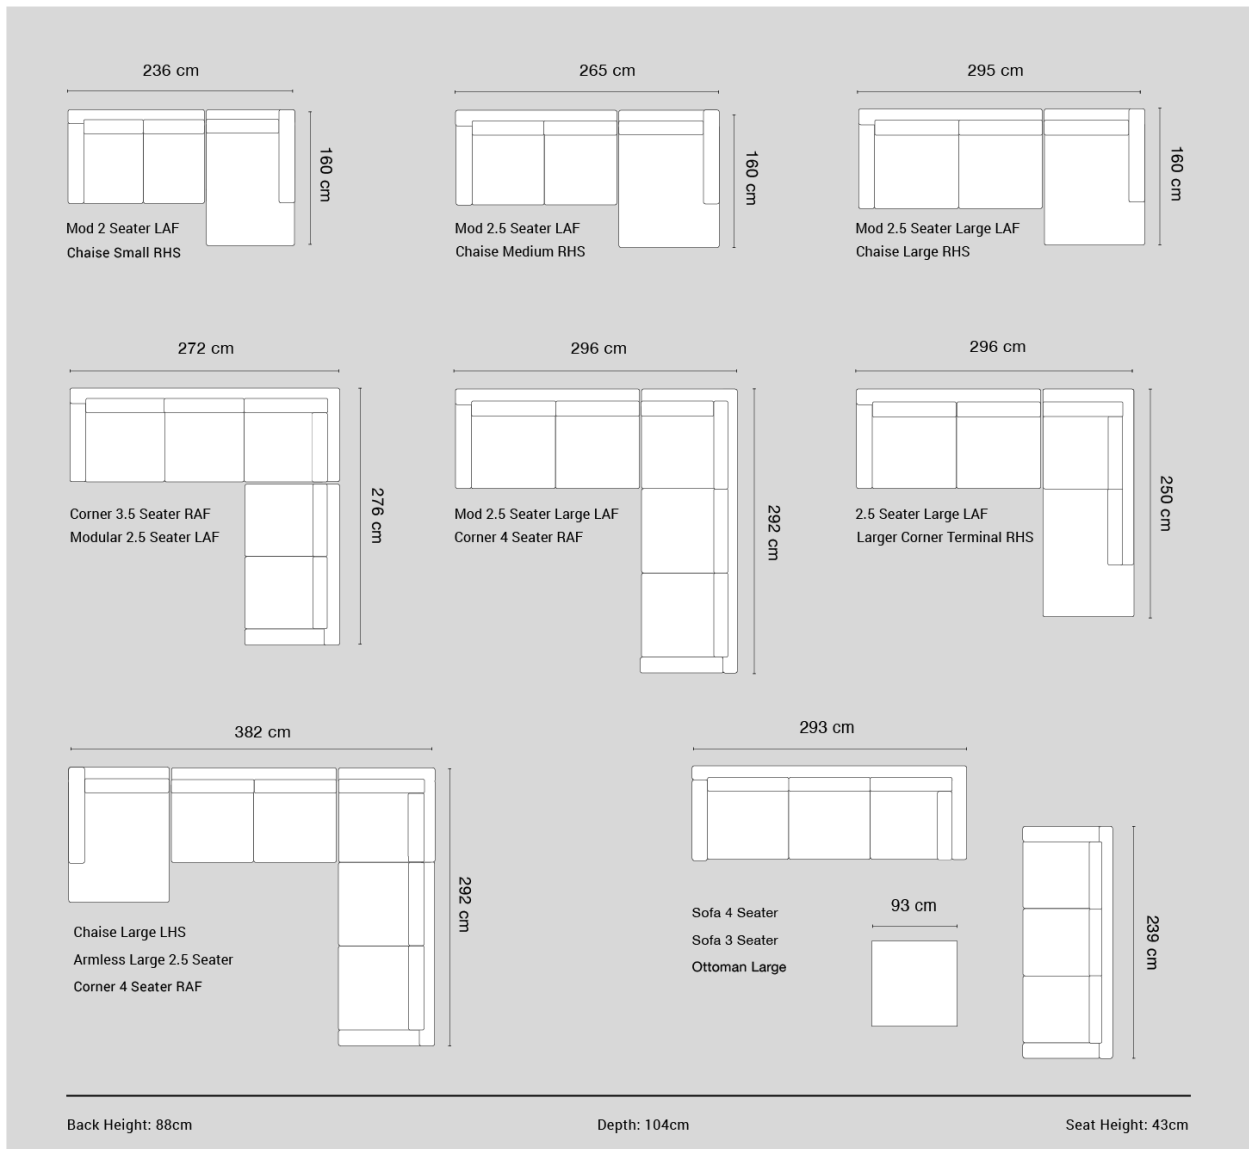 236 cm
265 cm
295 cm
160 cm
160 cm
160 cm
Mod 2 Seater LAF
Chaise Small RHS
Mod 2.5 Seater LAF
Chaise Medium RHS
Mod 2.5 Seater Large LAF
Chaise Large RHS
272 cm
296 cm
296 cm
276 cm
292 cm
250 cm
Corner 3.5 Seater RAF
Modular 2.5 Seater LAF
Mod 2.5 Seater Large LAF
Corner 4 Seater RAF
2.5 Seater Large LAF
Larger Corner Terminal RHS
382 cm
293 cm
292 cm
Chaise Large LHS
Armless Large 2.5 Seater
Corner 4 Seater RAF
Sofa 4 Seater
Sofa 3 Seater
Ottoman Large
93 cm
239 cm
Back Height: 88cm
Depth: 104cm
Seat Height: 43cm